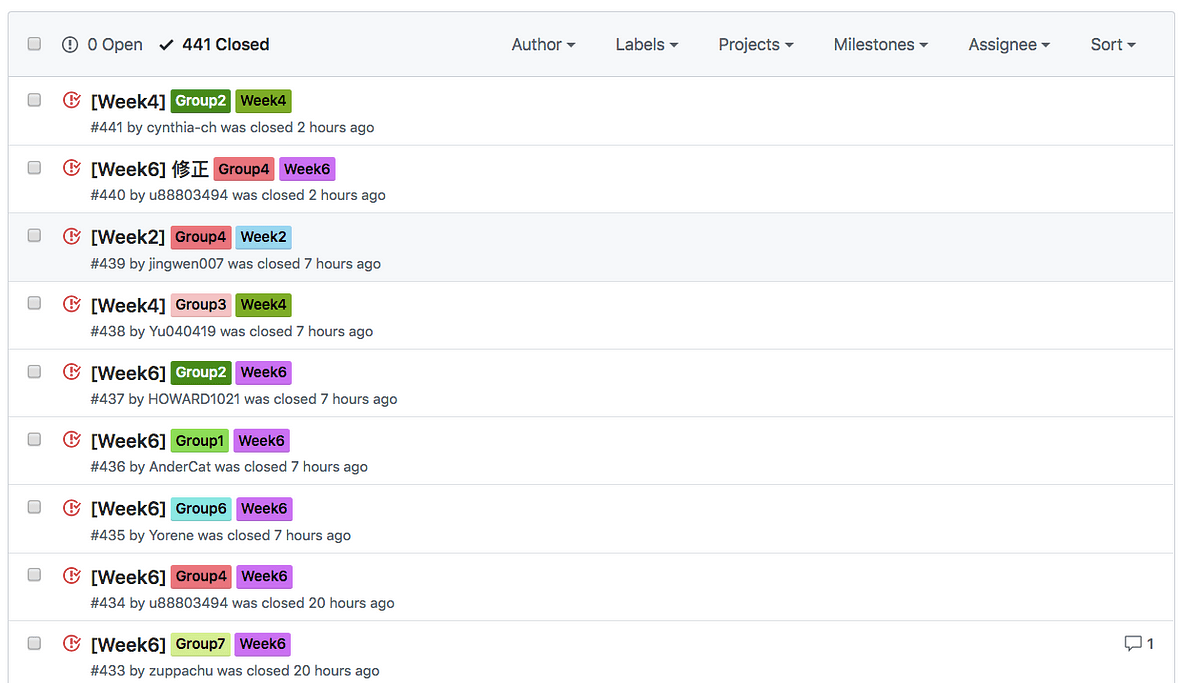 0 Open 441 Closed Author Labels Projects Milestones Assignee Sort
[Week4] Group2 Week4
#441 by cynthia-ch was closed 2 hours ago
[Week6] 修正 Group4 Week6
#440 by u88803494 was closed 2 hours ago
[Week2] Group4 Week2
#439 by jingwen007 was closed 7 hours ago
[Week4] Group3 Week4
#438 by Yu040419 was closed 7 hours ago
[Week6] Group2 Week6
#437 by HOWARD1021 was closed 7 hours ago
[Week6] Group1 Week6
#436 by AnderCat was closed 7 hours ago
[Week6] Group6 Week6
#435 by Yorene was closed 7 hours ago
[Week6] Group4 Week6
#434 by u88803494 was closed 20 hours ago
[Week6] Group7 Week6 1
#433 by zuppachu was closed 20 hours ago